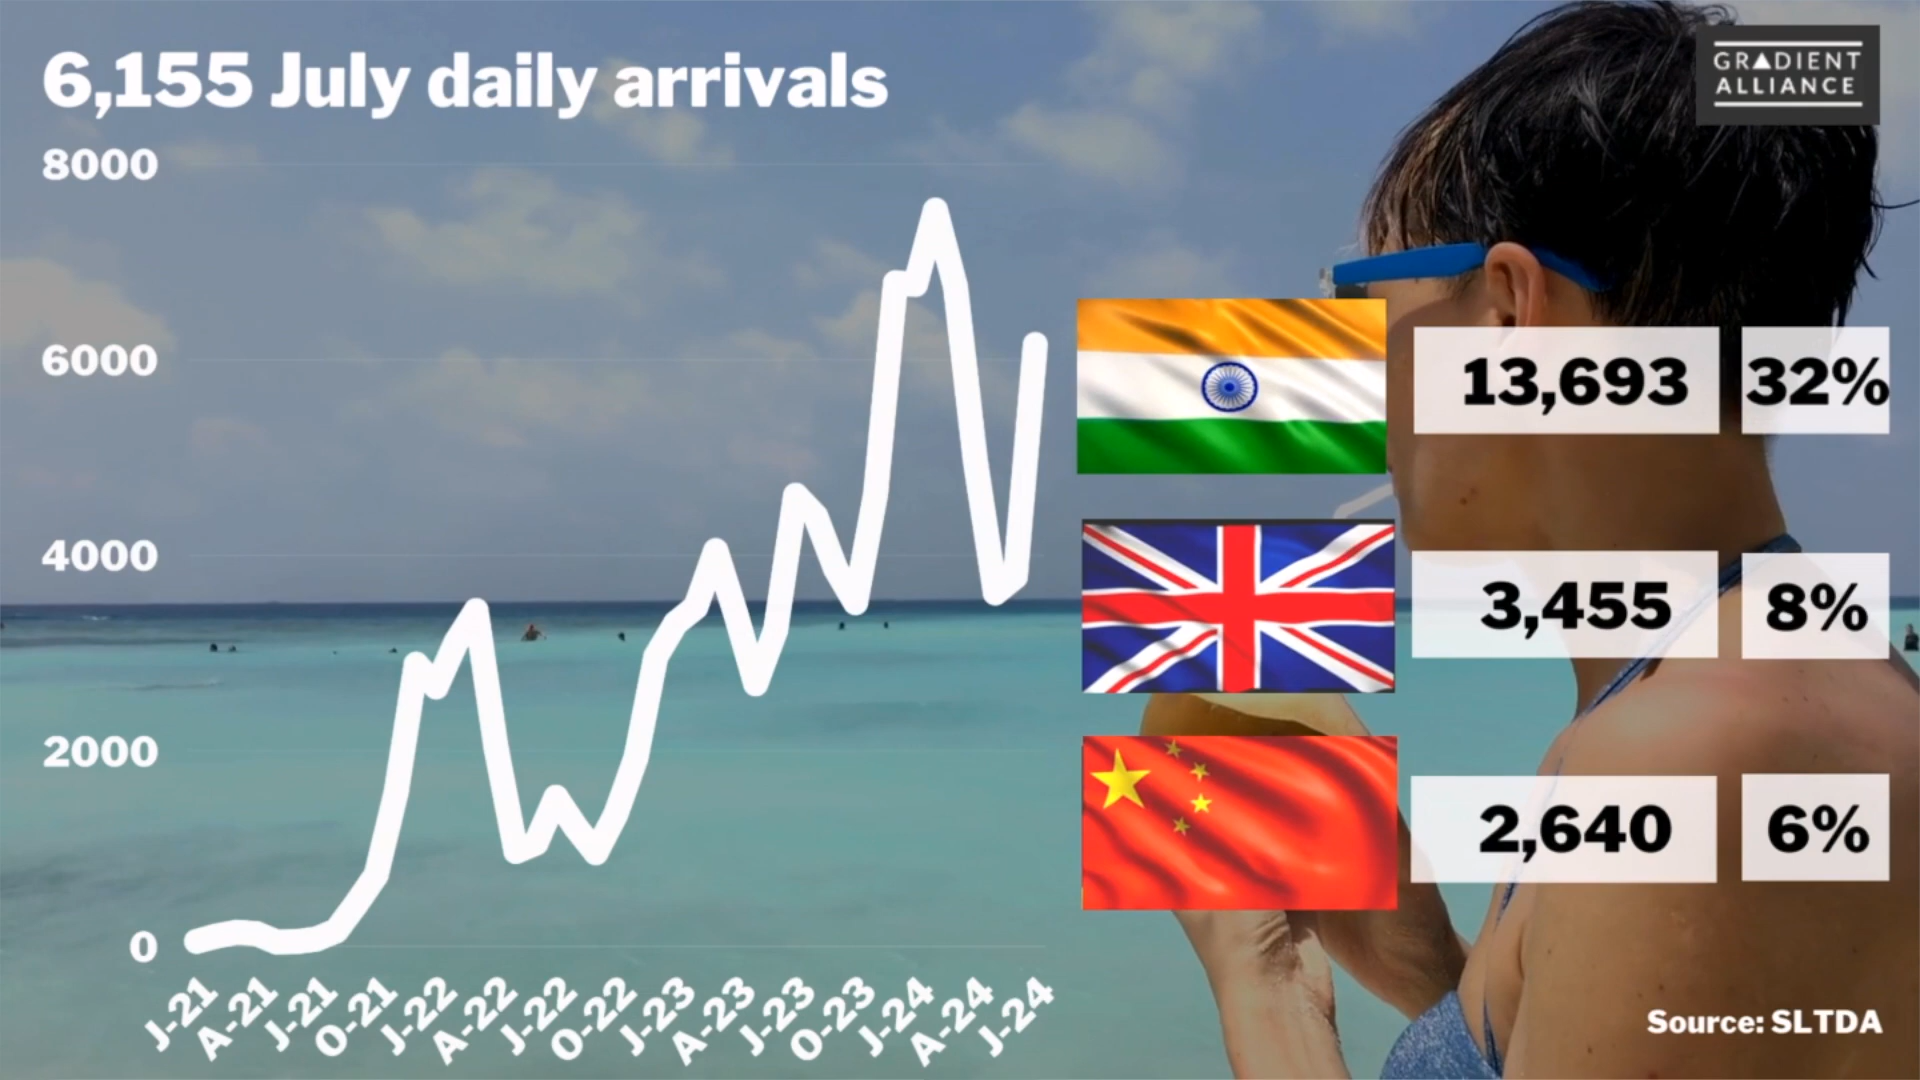 6,155 July daily arrivals
GRADIENT
ALLIANCE
8000
6000
4000
2000
0
J-21
A-21
J-21
O-21
J-22
A-22
J-22
O-22
J-23
A-23
J-23
O-23
J-24
A-24
J-24
13,693
32%
3,455
8%
2,640
6%
Source: SLTDA